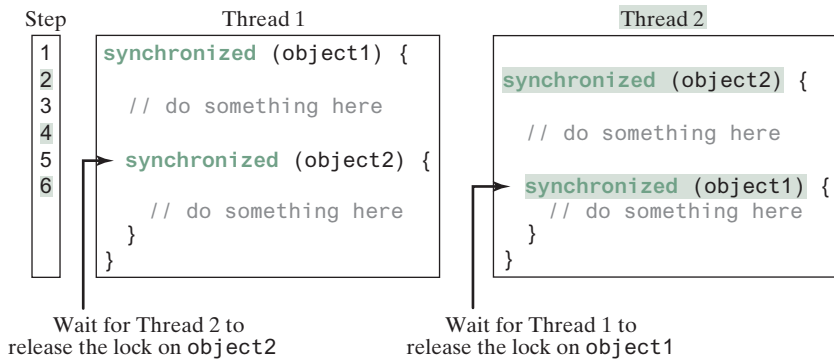 Step
Thread 1
Thread 2
1
2
3
4
5
6
synchronized (object1) {
// do something here
synchronized (object2) {
// do something here
}
}
synchronized (object2) {
// do something here
synchronized (object1) {
// do something here
}
}
Wait for Thread 2 to
release the lock on object2
Wait for Thread 1 to
release the lock on object1